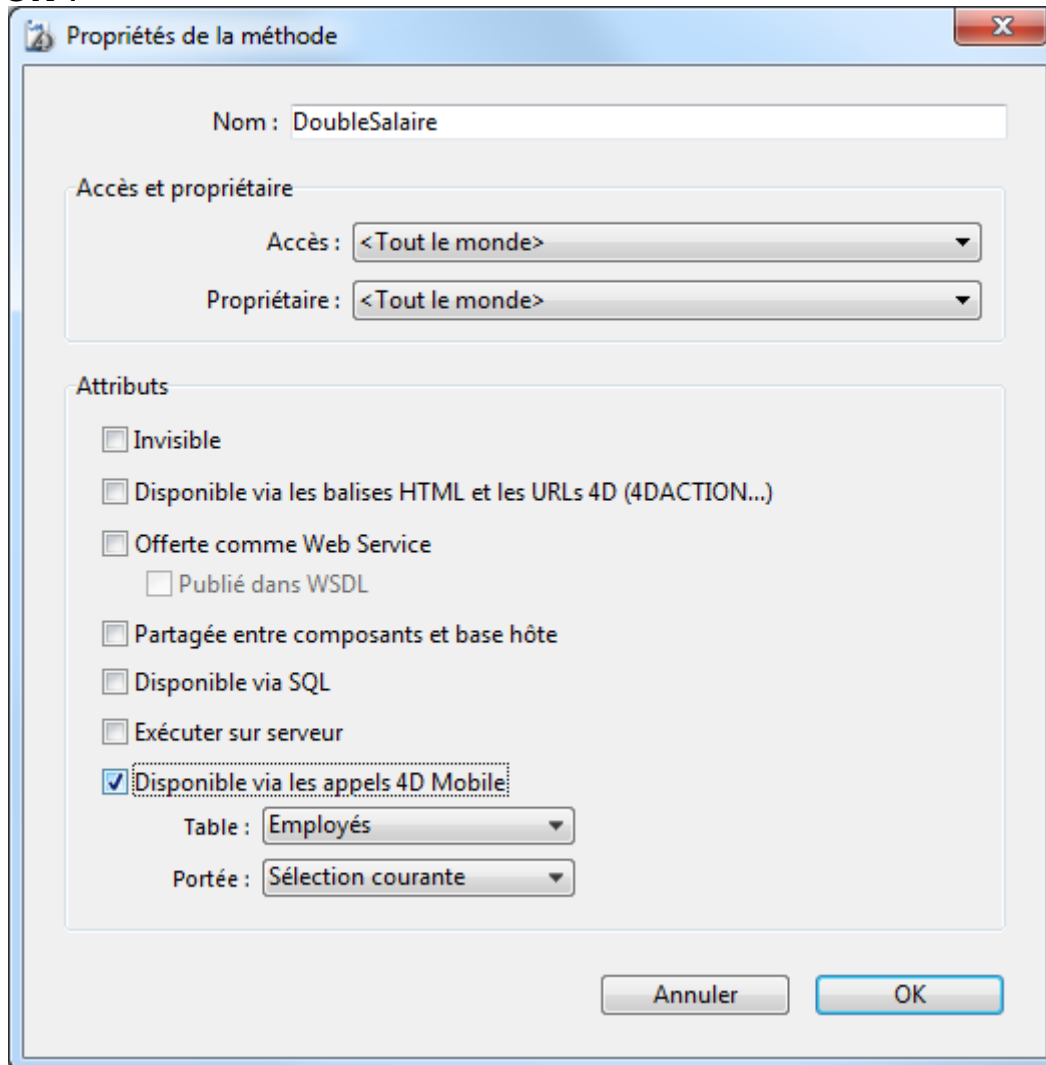 Propriétés de la méthode
Nom : DoubleSalaire
Accès et propriétaire
Accès : <Tout le monde>
Propriétaire : <Tout le monde>
Attributs
Invisible
Disponible via les balises HTML et les URLs 4D (4DACTION...)
Offerte comme Web Service
Publié dans WSDL
Partagée entre composants et base hôte
Disponible via SQL
Exécuter sur serveur
Disponible via les appels 4D Mobile
Table : Employés
Portée : Sélection courante
Annuler OK